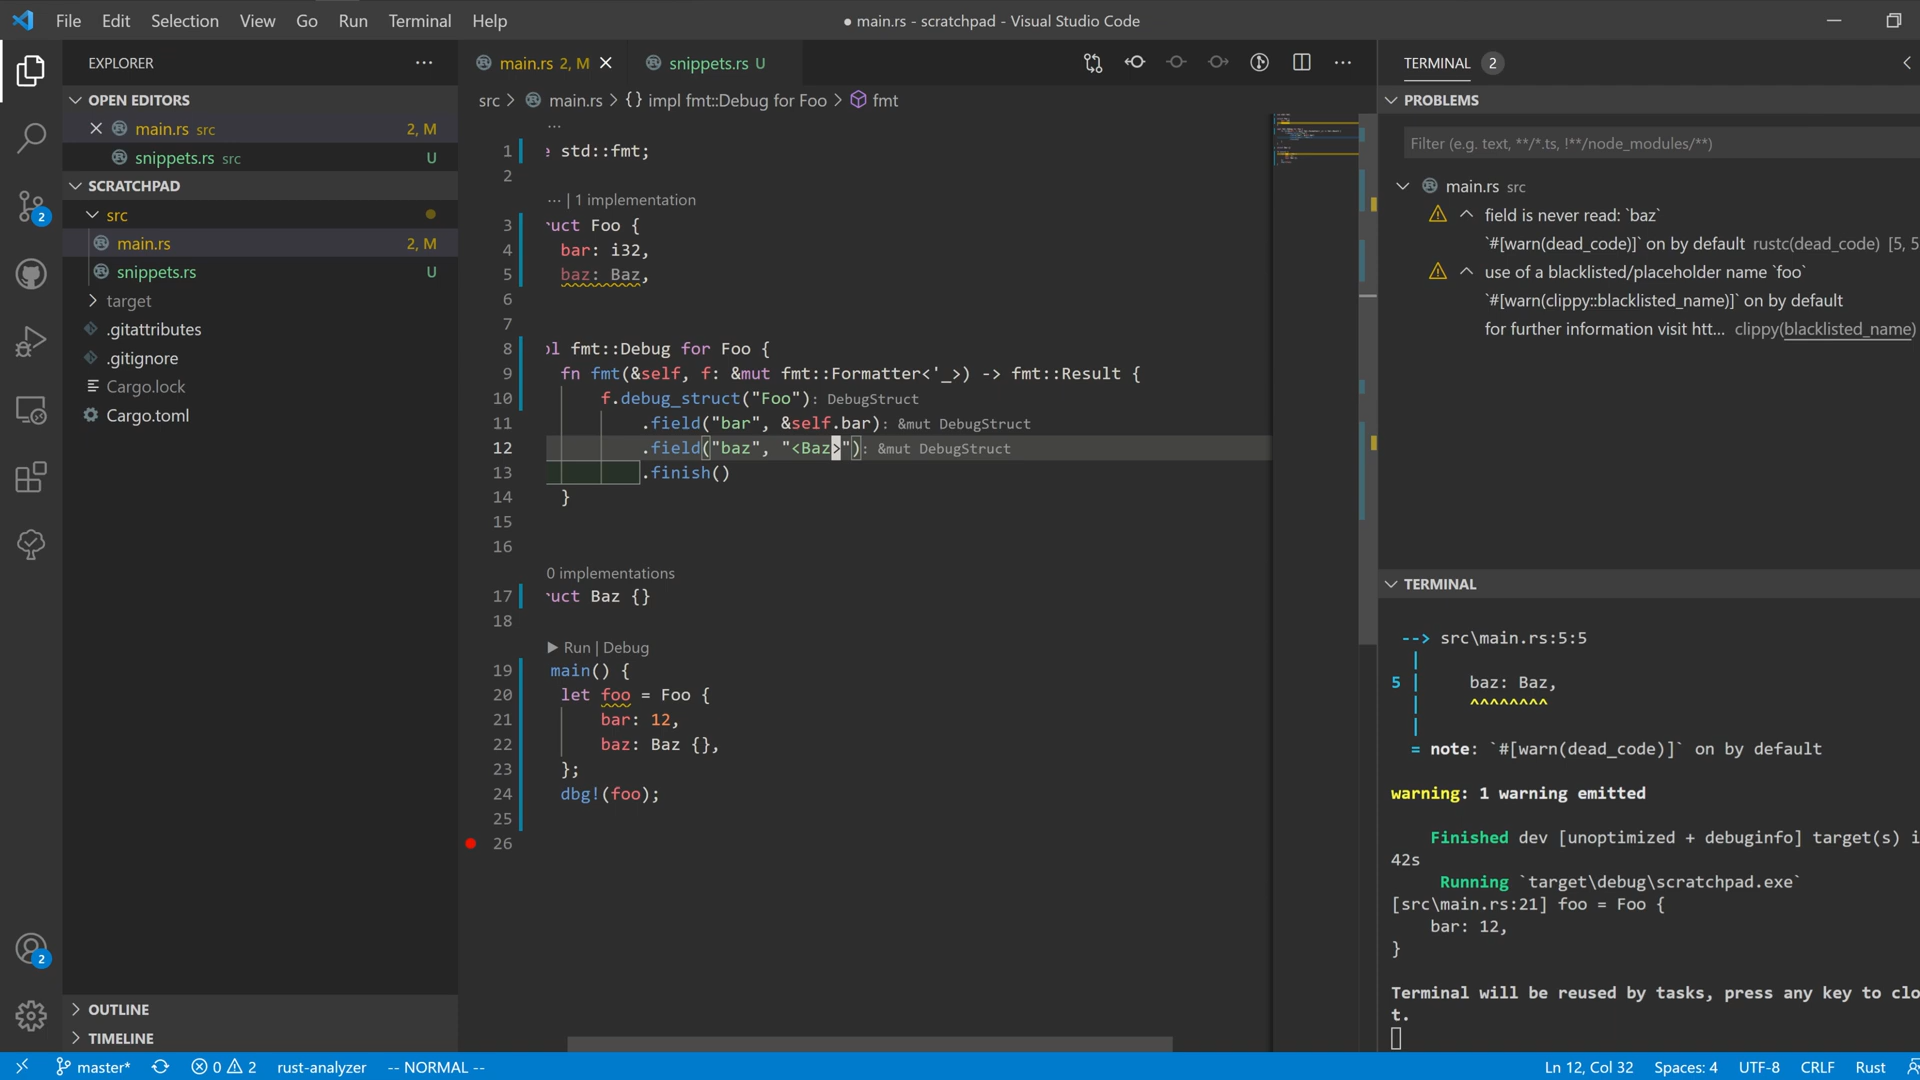 File Edit Selection View Go Run Terminal Help
● main.rs - scratchpad - Visual Studio Code
EXPLORER
OPEN EDITORS
main.rs src 2, M
snippets.rs src U
SCRATCHPAD
src
main.rs 2, M
snippets.rs U
target
.gitattributes
.gitignore
Cargo.lock
Cargo.toml
OUTLINE
TIMELINE
2
2
main.rs 2, M
snippets.rs U
src > main.rs > {} impl fmt::Debug for Foo > fmt
...
1 e std::fmt;
2
... | 1 implementation
3 ruct Foo {
4 bar: i32,
5 baz: Baz,
6
7
8 pl fmt::Debug for Foo {
9 fn fmt(&self, f: &mut fmt::Formatter<'_>) -> fmt::Result {
10 f.debug_struct("Foo"): DebugStruct
11 .field("bar", &self.bar): &mut DebugStruct
12 .field("baz", "<Baz>"): &mut DebugStruct
13 .finish()
14 }
15
16
0 implementations
17 ruct Baz {}
18
▶ Run | Debug
19 main() {
20 let foo = Foo {
21 bar: 12,
22 baz: Baz {},
23 };
24 dbg!(foo);
25
26
TERMINAL 2
PROBLEMS
Filter (e.g. text, **/*.ts, !**/node_modules/**)
main.rs src
field is never read: `baz`
`#[warn(dead_code)]` on by default rustc(dead_code) [5, 5
use of a blacklisted/placeholder name `foo`
`#[warn(clippy::blacklisted_name)]` on by default
for further information visit htt... clippy(blacklisted_name)
TERMINAL
--> src\main.rs:5:5
|
5 | baz: Baz,
| ^^^^^^^^
|
= note: `#[warn(dead_code)]` on by default
warning: 1 warning emitted
Finished dev [unoptimized + debuginfo] target(s) i
42s
Running `target\debug\scratchpad.exe`
[src\main.rs:21] foo = Foo {
bar: 12,
}
Terminal will be reused by tasks, press any key to clo
t.
master* 0 2 rust-analyzer -- NORMAL --
Ln 12, Col 32 Spaces: 4 UTF-8 CRLF Rust